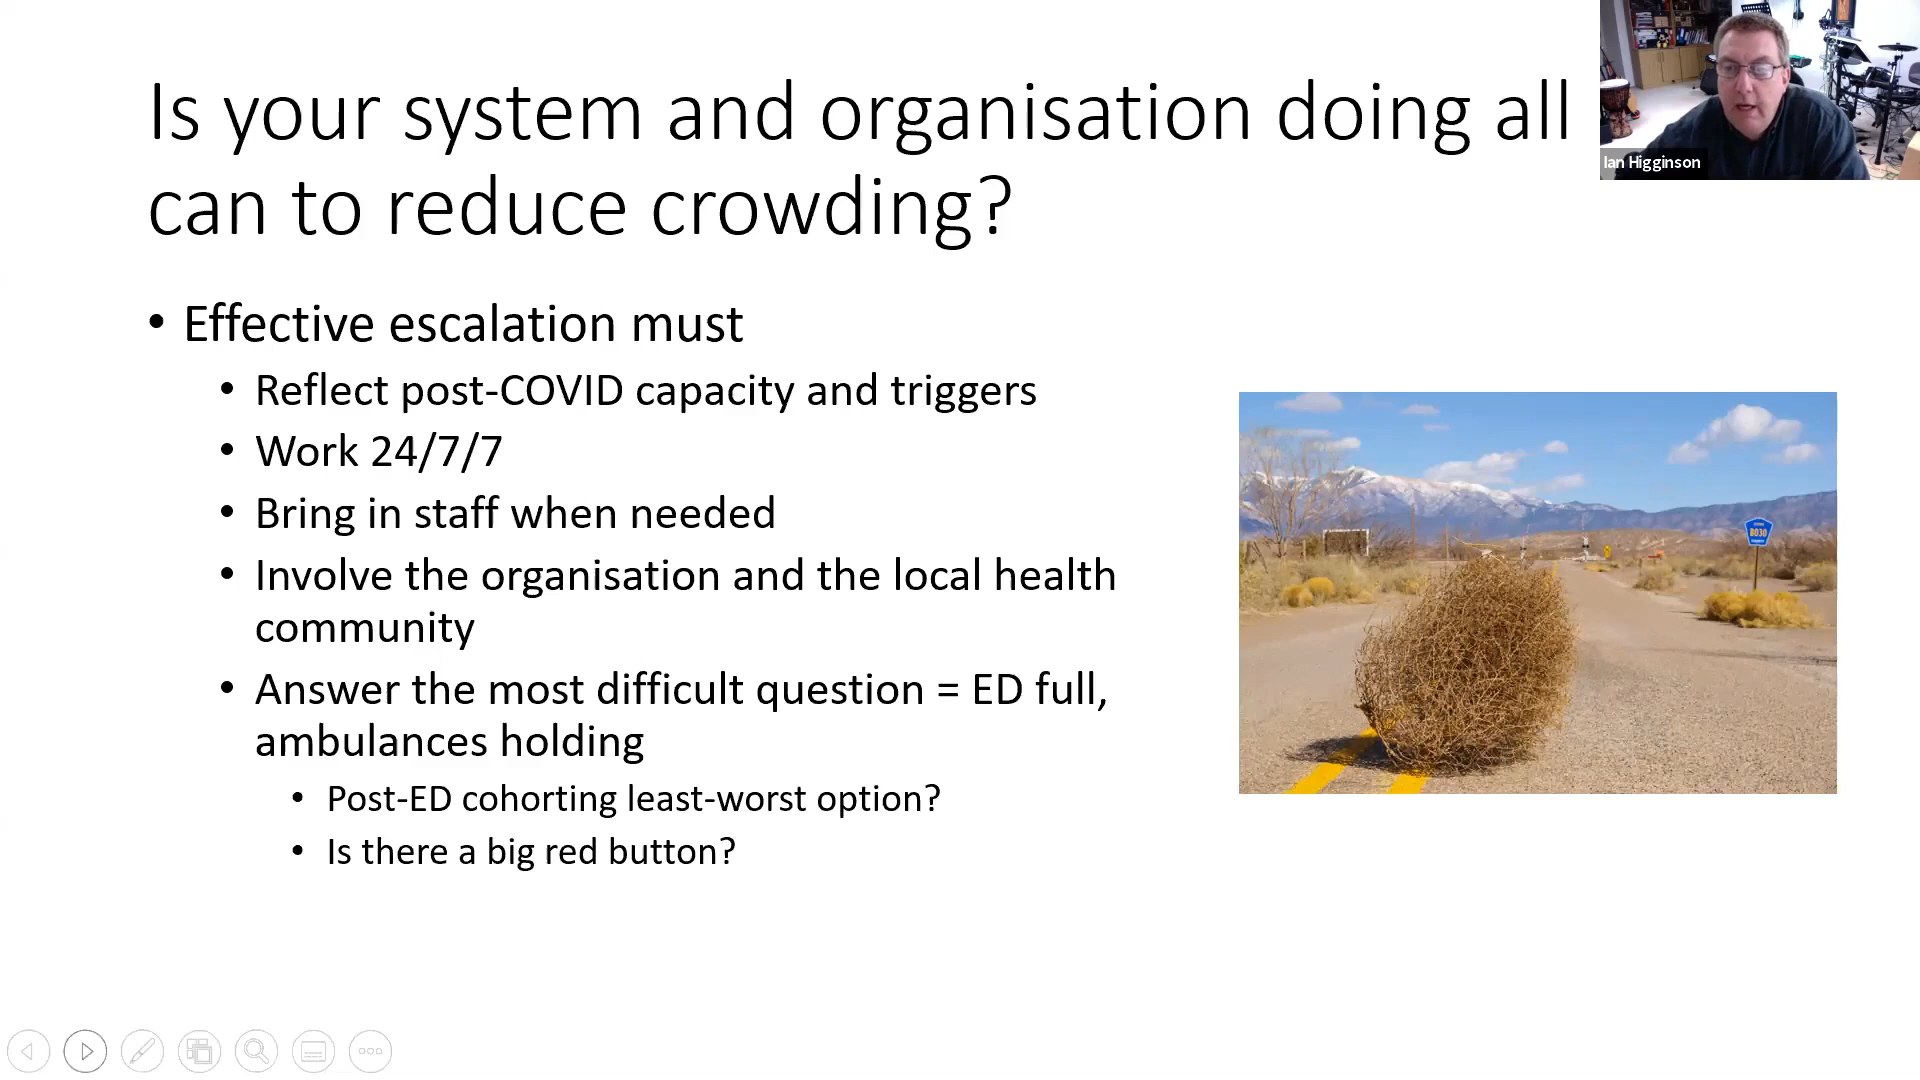 Is your system and organisation doing all
can to reduce crowding?
Ian Higginson
• Effective escalation must
• Reflect post-COVID capacity and triggers
• Work 24/7/7
• Bring in staff when needed
• Involve the organisation and the local health
community
• Answer the most difficult question = ED full,
ambulances holding
• Post-ED cohorting least-worst option?
• Is there a big red button?
B030